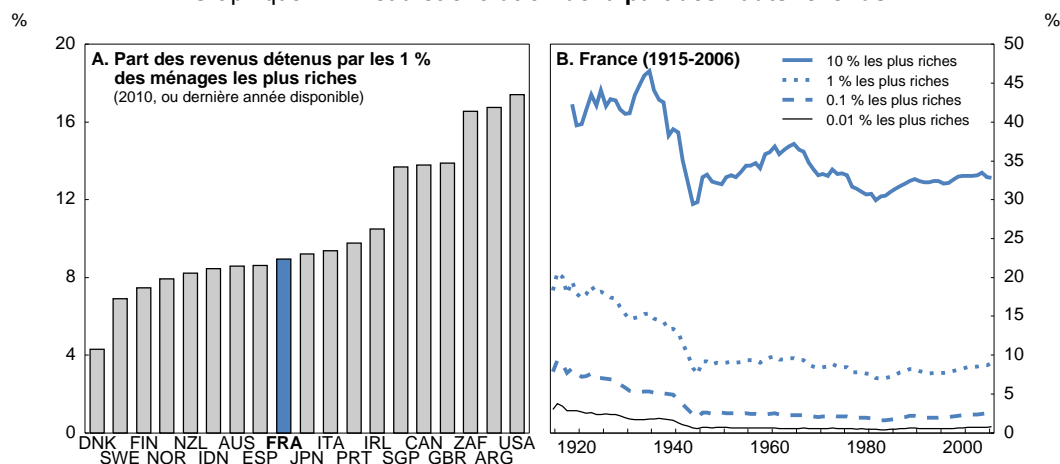 %
%
A. Part des revenus détenus par les 1 %
des ménages les plus riches
(2010, ou dernière année disponible)
20
16
12
8
4
0
DNK FIN NZL AUS FRA ITA IRL CAN ZAF USA
SWE NOR IDN ESP JPN PRT SGP GBR ARG
B. France (1915-2006)
10 % les plus riches
1 % les plus riches
0.1 % les plus riches
0.01 % les plus riches
50
45
40
35
30
25
20
15
10
5
0
1920 1940 1960 1980 2000